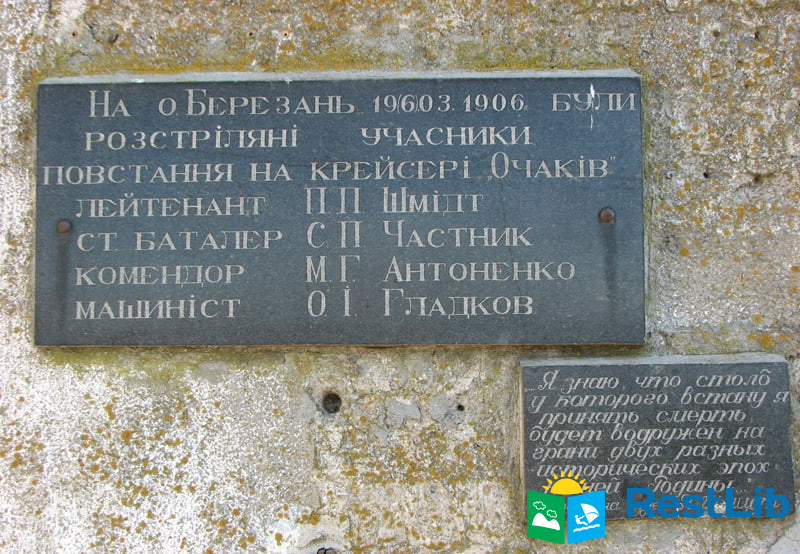 На о.Березань 19(6)03.1906 були
розстріляні учасники
повстання на крейсері „Очаків"
лейтенант П.П. Шмідт
ст. баталер С.П. Частник
комендор М.Г. Антоненко
машиніст О.І. Гладков
„Я знаю, что столб
у которого встану я
принять смерть
будет водружен на
грани двух разных
исторических эпох
Родины"
RestLib